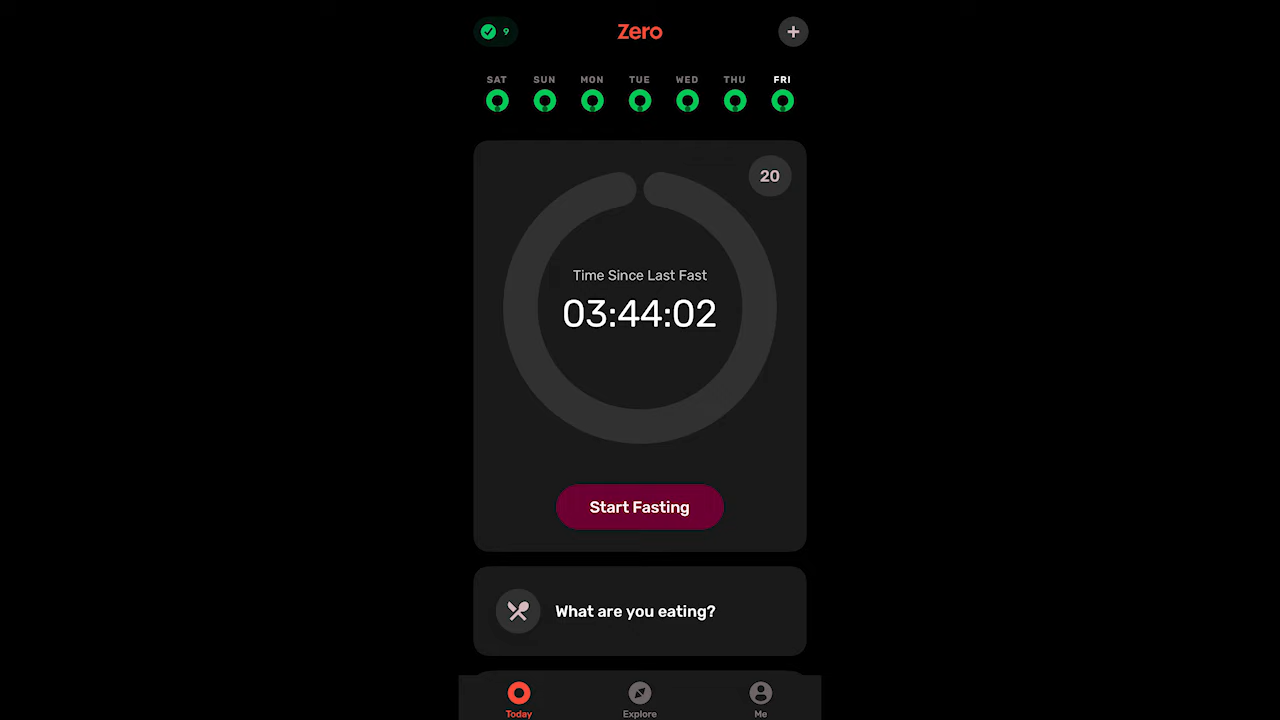 9
Zero
SAT SUN MON TUE WED THU FRI
20
Time Since Last Fast
03:44:02
Start Fasting
What are you eating?
Today Explore Me